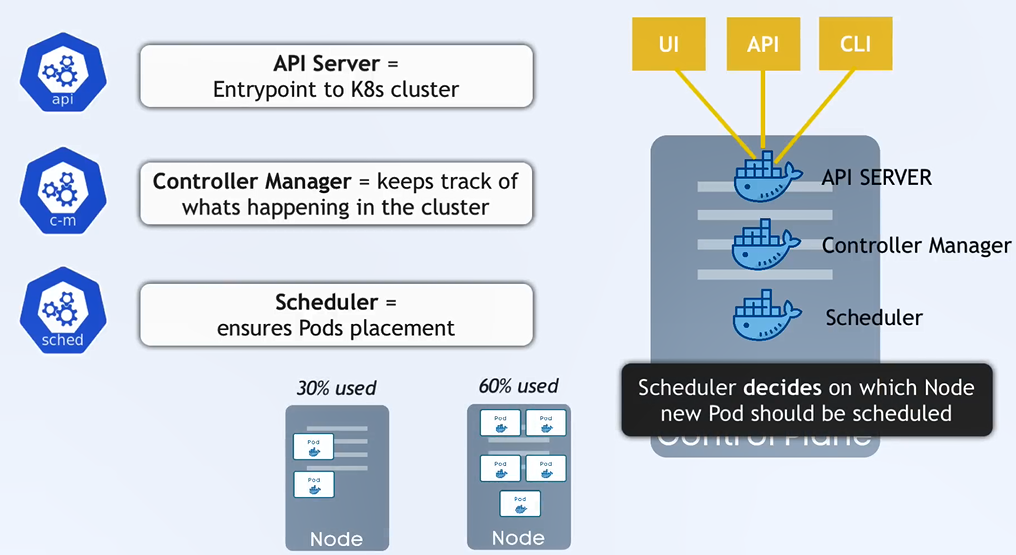 api
API Server =
Entrypoint to K8s cluster
c-m
Controller Manager = keeps track of
whats happening in the cluster
sched
Scheduler =
ensures Pods placement
30% used
Pod
Pod
Node
60% used
Pod
Pod
Pod
Pod
Pod
Node
UI
API
CLI
API SERVER
Controller Manager
Scheduler
Scheduler decides on which Node
new Pod should be scheduled
Control Plane